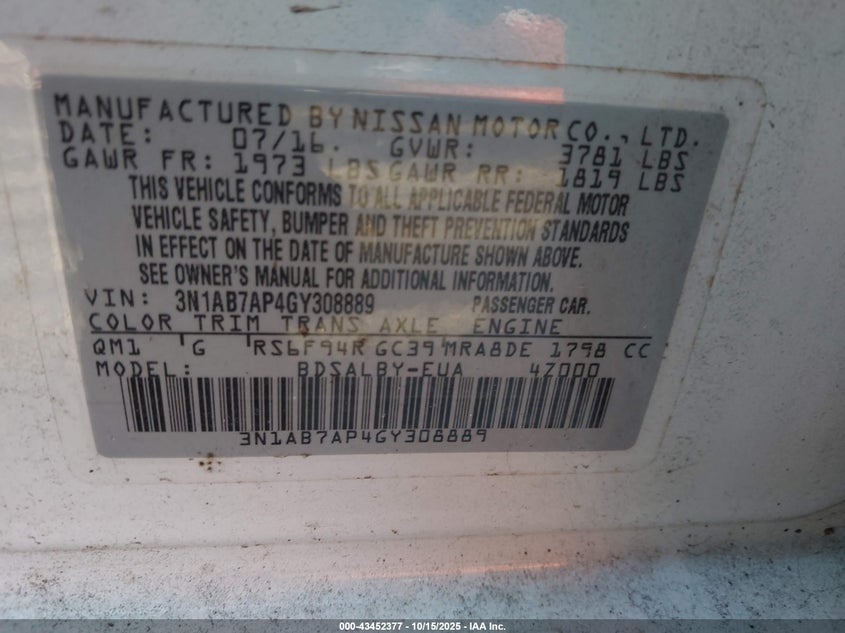 MANUFACTURED BY NISSAN MOTOR CO., LTD.
DATE: 07/16. GVWR: 3781 LBS
GAWR FR: 1973 LBS GAWR RR: 1819 LBS
THIS VEHICLE CONFORMS TO ALL APPLICABLE FEDERAL MOTOR
VEHICLE SAFETY, BUMPER AND THEFT PREVENTION STANDARDS
IN EFFECT ON THE DATE OF MANUFACTURE SHOWN ABOVE.
SEE OWNER'S MANUAL FOR ADDITIONAL INFORMATION.
VIN: 3N1AB7AP4GY308889 PASSENGER CAR.
COLOR TRIM TRANS AXLE ENGINE
QM1 G RS6F94R GC39 MRA8DE 1798 CC
MODEL: BDSALBY-EUA 4Z000
3N1AB7AP4GY308889
000-43452377 - 10/15/2025 - IAA Inc.